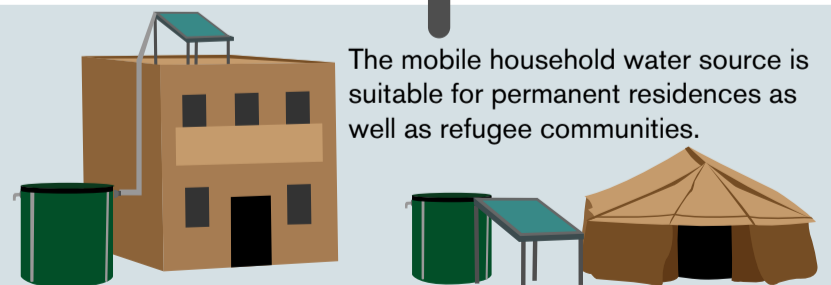 The mobile household water source is
suitable for permanent residences as
well as refugee communities.